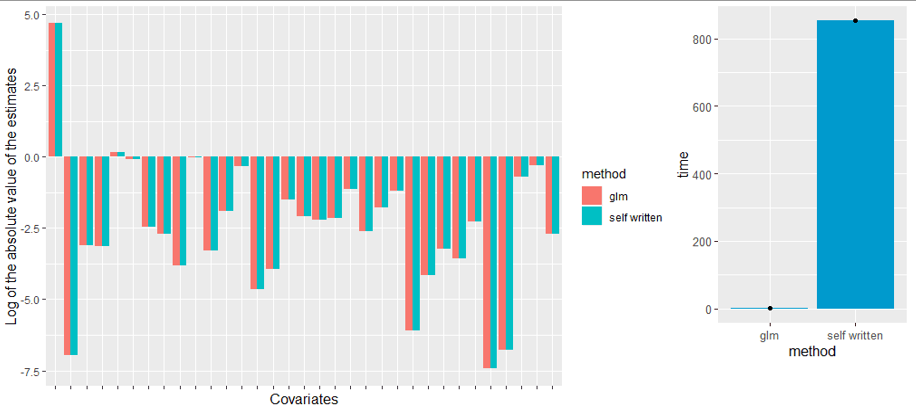 Log of the absolute value of the estimates
5.0
2.5
0.0
-2.5
-5.0
-7.5
Covariates
method
glm
self written
time
800
600
400
200
0
glm self written
method